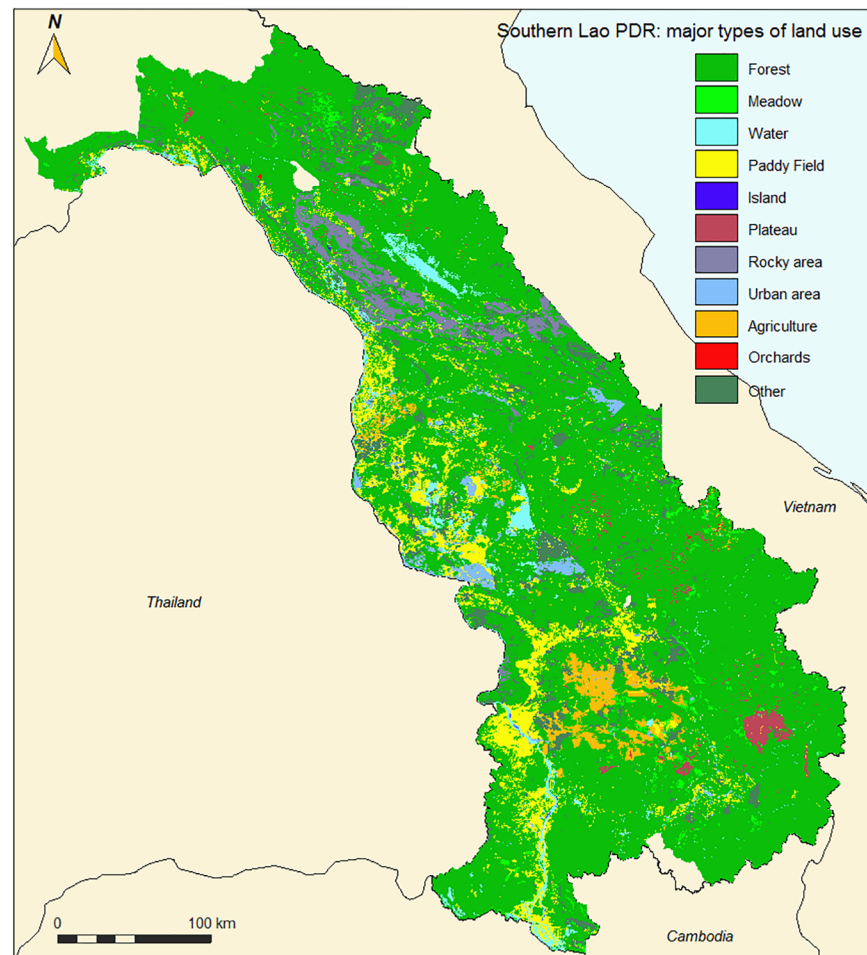 N
Southern Lao PDR: major types of land use
Forest
Meadow
Water
Paddy Field
Island
Plateau
Rocky area
Urban area
Agriculture
Orchards
Other
Vietnam
Thailand
0 100 km
Cambodia